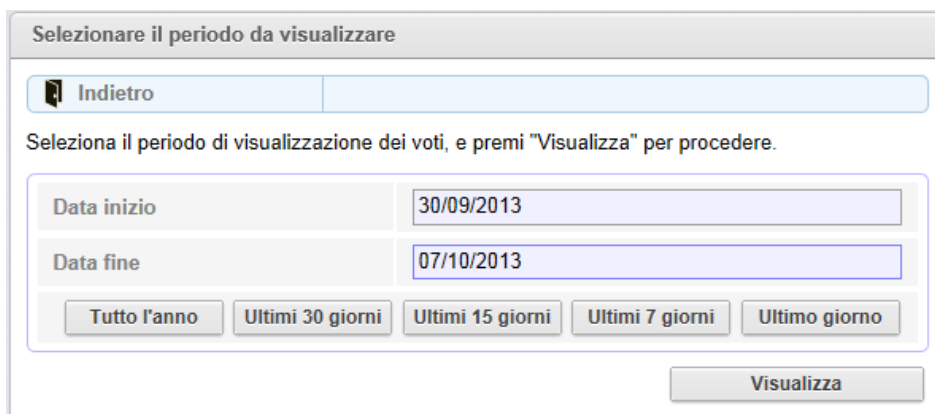 Selezionare il periodo da visualizzare
Indietro
Seleziona il periodo di visualizzazione dei voti, e premi "Visualizza" per procedere.
Data inizio 30/09/2013
Data fine 07/10/2013
Tutto l'anno Ultimi 30 giorni Ultimi 15 giorni Ultimi 7 giorni Ultimo giorno
Visualizza